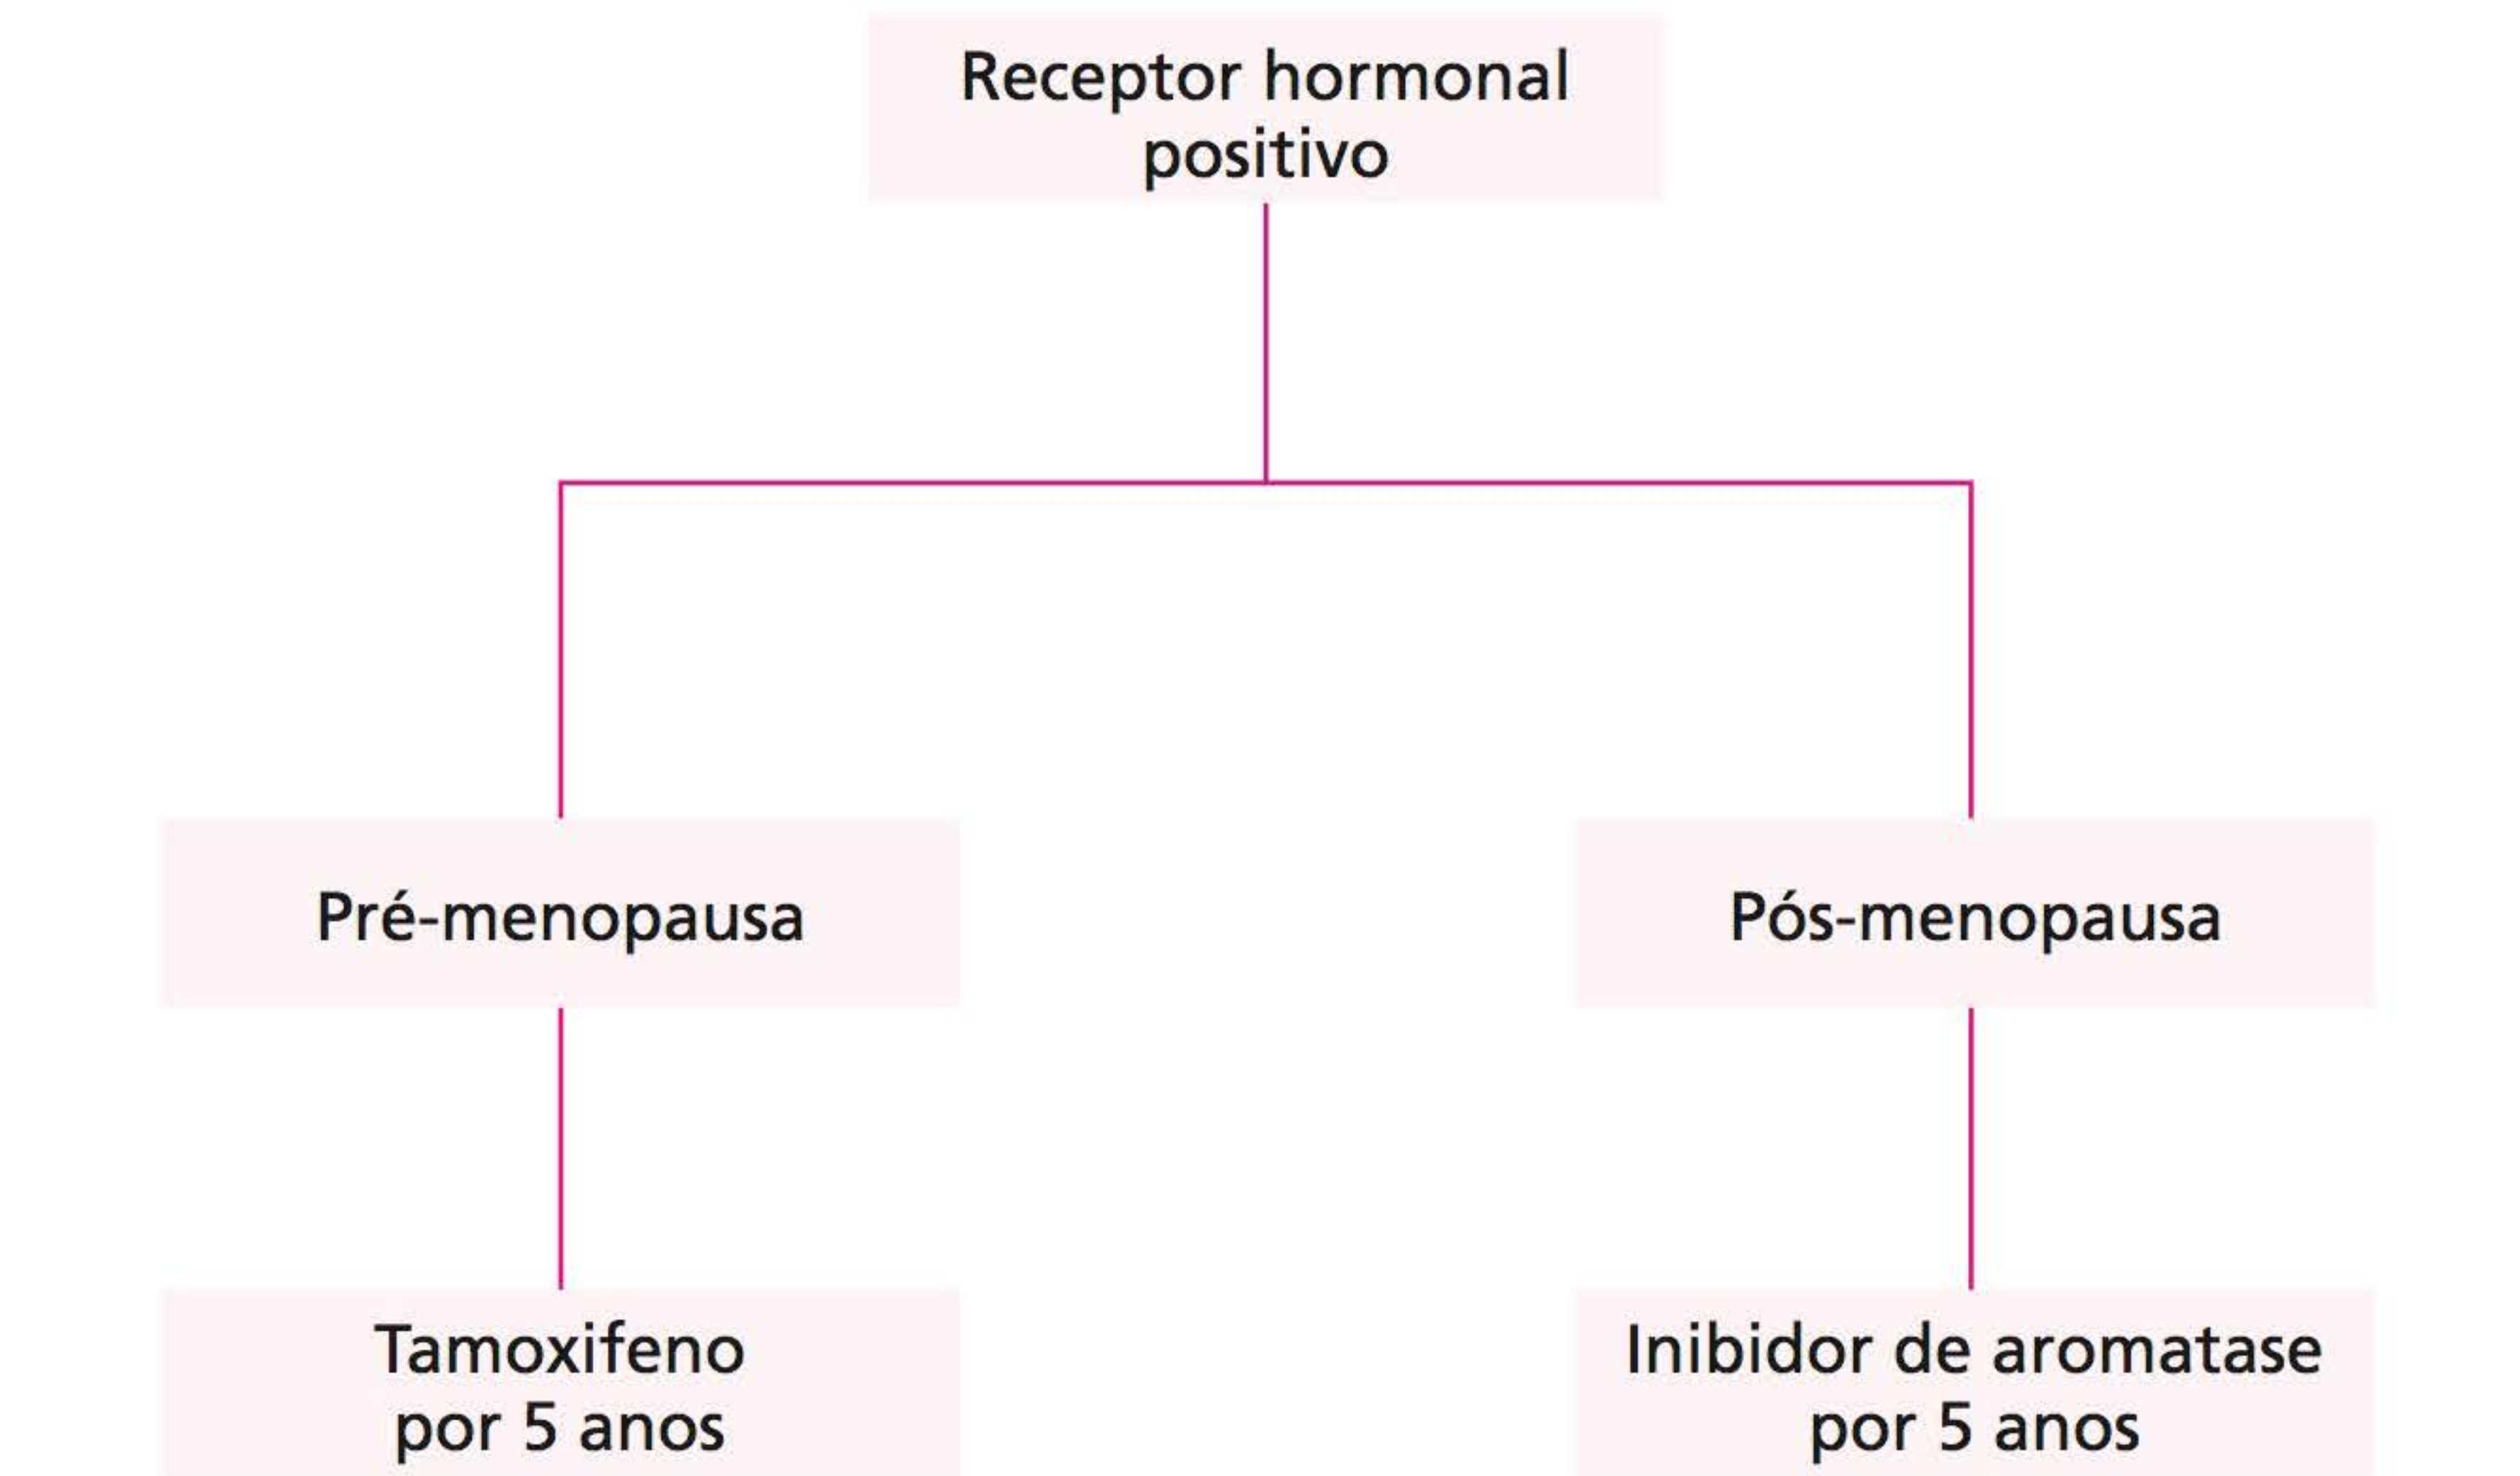 Receptor hormonal
positivo
Pré-menopausa
Pós-menopausa
Tamoxifeno
por 5 anos
Inibidor de aromatase
por 5 anos